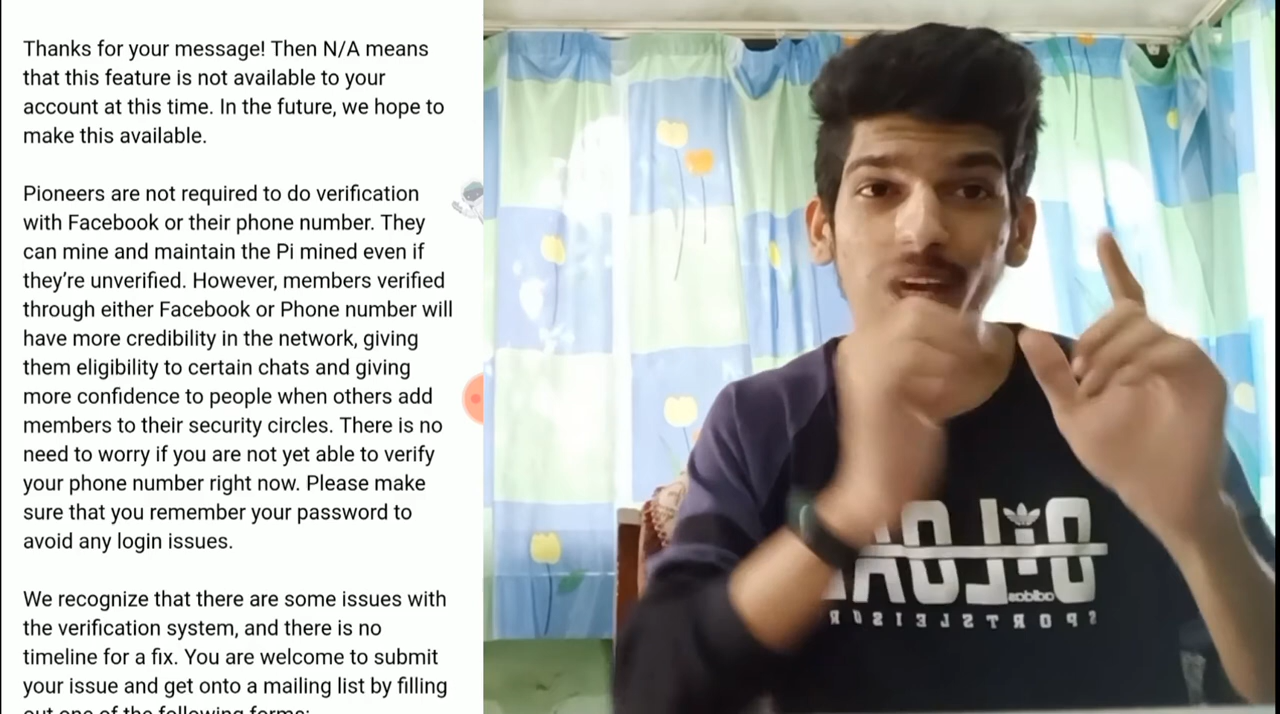 Thanks for your message! Then N/A means
that this feature is not available to your
account at this time. In the future, we hope to
make this available.
Pioneers are not required to do verification
with Facebook or their phone number. They
can mine and maintain the Pi mined even if
they’re unverified. However, members verified
through either Facebook or Phone number will
have more credibility in the network, giving
them eligibility to certain chats and giving
more confidence to people when others add
members to their security circles. There is no
need to worry if you are not yet able to verify
your phone number right now. Please make
sure that you remember your password to
avoid any login issues.
We recognize that there are some issues with
the verification system, and there is no
timeline for a fix. You are welcome to submit
your issue and get onto a mailing list by filling
out one of the following forms:
adidas